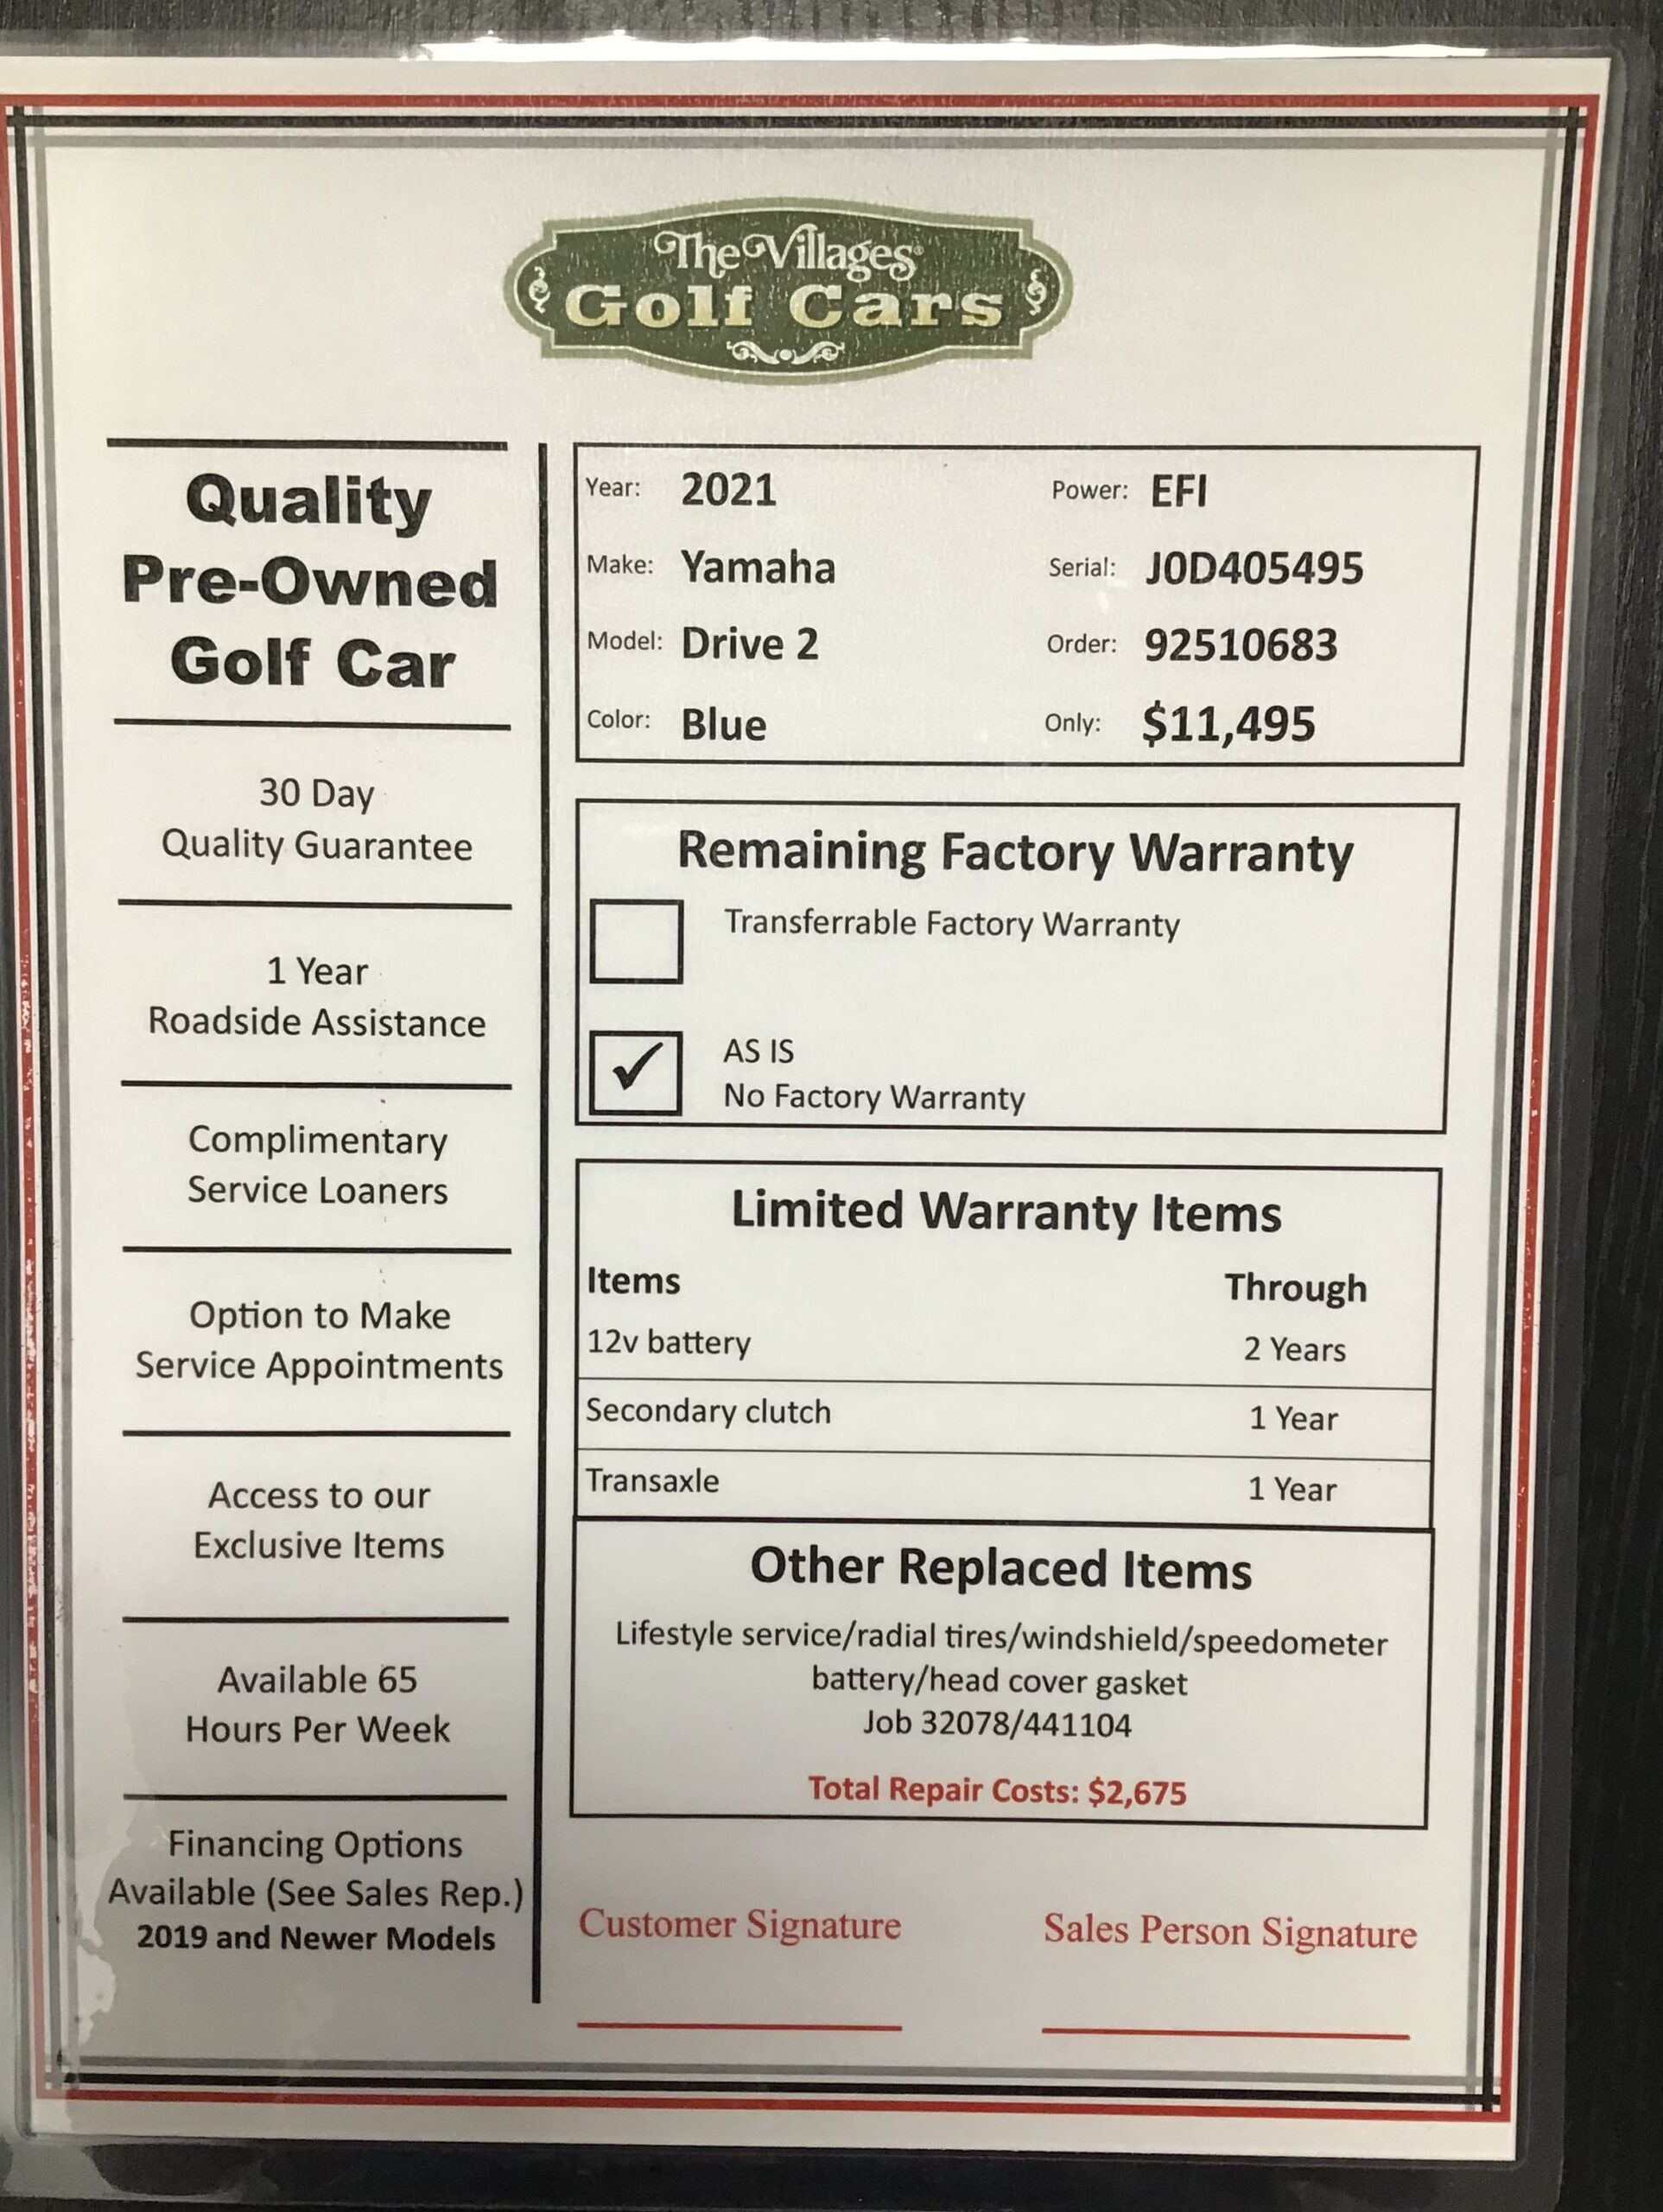 The Villages®
Golf Cars
Quality
Pre-Owned
Golf Car
30 Day
Quality Guarantee
1 Year
Roadside Assistance
Complimentary
Service Loaners
Option to Make
Service Appointments
Access to our
Exclusive Items
Available 65
Hours Per Week
Financing Options
Available (See Sales Rep.)
2019 and Newer Models
Year: 2021 Power: EFI
Make: Yamaha Serial: J0D405495
Model: Drive 2 Order: 92510683
Color: Blue Only: $11,495
Remaining Factory Warranty
Transferrable Factory Warranty
✓ AS IS
No Factory Warranty
Limited Warranty Items
Items Through
12v battery 2 Years
Secondary clutch 1 Year
Transaxle 1 Year
Other Replaced Items
Lifestyle service/radial tires/windshield/speedometer
battery/head cover gasket
Job 32078/441104
Total Repair Costs: $2,675
Customer Signature Sales Person Signature